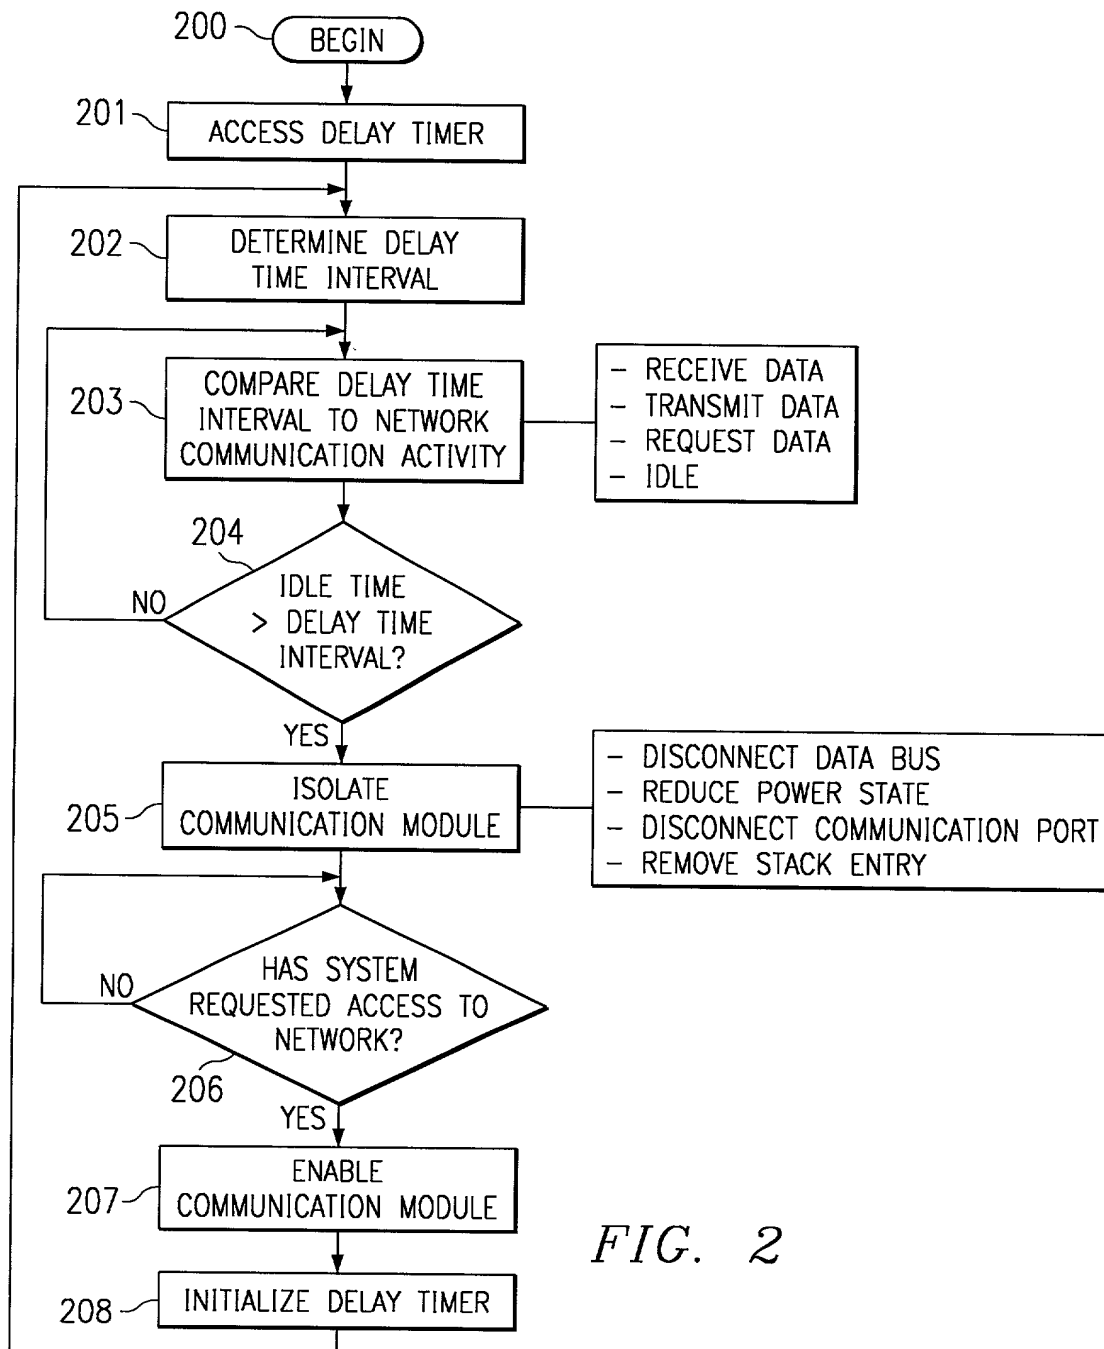 200
BEGIN
201
ACCESS DELAY TIMER
202
DETERMINE DELAY
TIME INTERVAL
203
COMPARE DELAY TIME
INTERVAL TO NETWORK
COMMUNICATION ACTIVITY
- RECEIVE DATA
- TRANSMIT DATA
- REQUEST DATA
- IDLE
204
IDLE TIME
> DELAY TIME
INTERVAL?
NO
YES
205
ISOLATE
COMMUNICATION MODULE
- DISCONNECT DATA BUS
- REDUCE POWER STATE
- DISCONNECT COMMUNICATION PORT
- REMOVE STACK ENTRY
NO
HAS SYSTEM
REQUESTED ACCESS TO
NETWORK?
206
YES
207
ENABLE
COMMUNICATION MODULE
208
INITIALIZE DELAY TIMER
FIG. 2